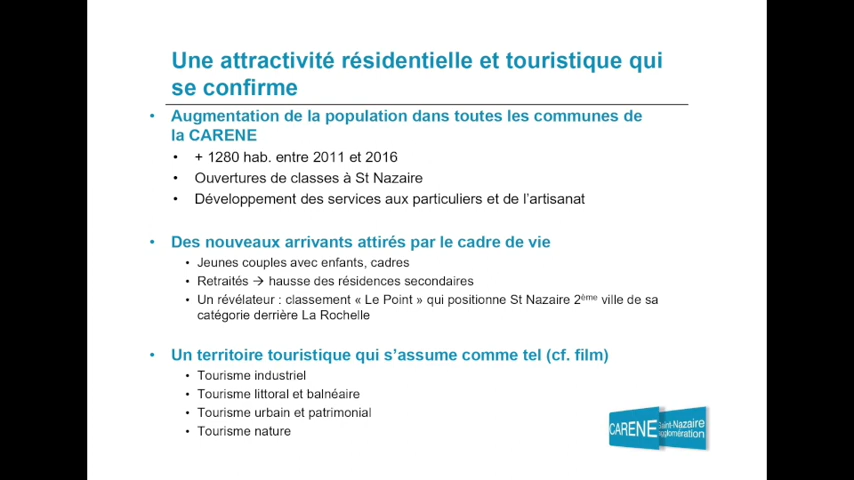 Une attractivité résidentielle et touristique qui
se confirme
• Augmentation de la population dans toutes les communes de
la CARENE
• + 1280 hab. entre 2011 et 2016
• Ouvertures de classes à St Nazaire
• Développement des services aux particuliers et de l'artisanat
• Des nouveaux arrivants attirés par le cadre de vie
• Jeunes couples avec enfants, cadres
• Retraités → hausse des résidences secondaires
• Un révélateur : classement « Le Point » qui positionne St Nazaire 2ème ville de sa
catégorie derrière La Rochelle
• Un territoire touristique qui s'assume comme tel (cf. film)
• Tourisme industriel
• Tourisme littoral et balnéaire
• Tourisme urbain et patrimonial
• Tourisme nature
CARENE
Saint-Nazaire
agglomération